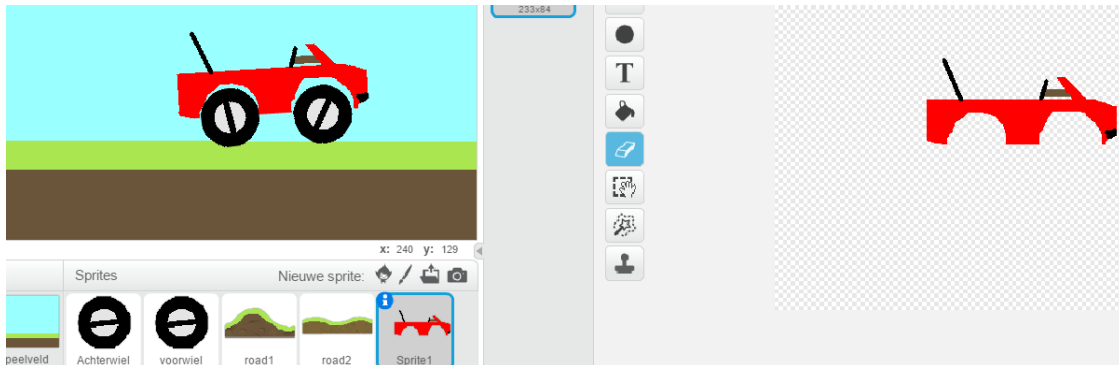 233x84
T
x: 240 y: 129
Sprites
Nieuwe sprite:
peelveld
Achterwiel
voorwiel
road1
road2
Sprite1